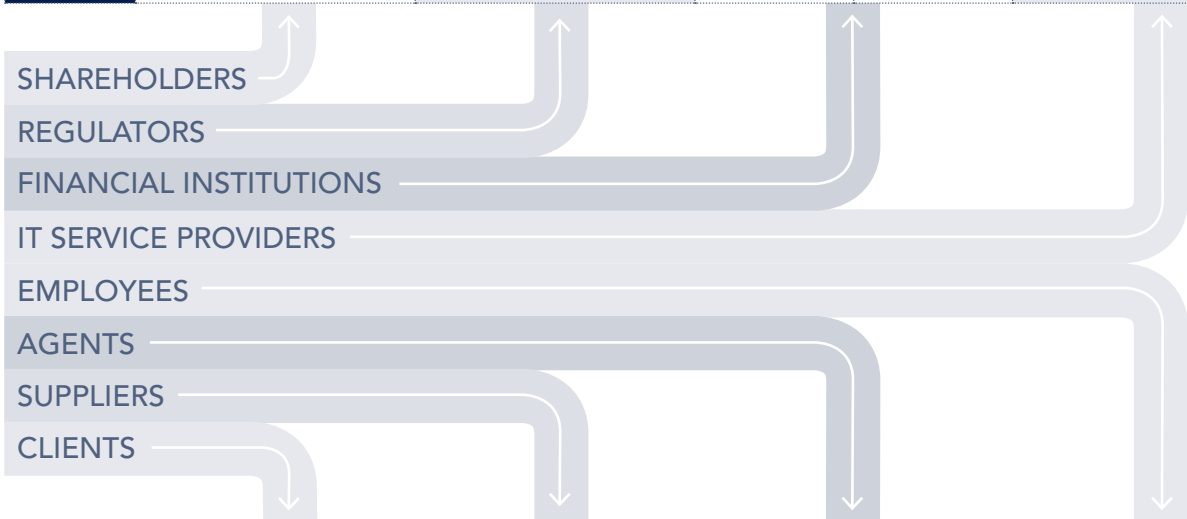 SHAREHOLDERS
REGULATORS
FINANCIAL INSTITUTIONS
IT SERVICE PROVIDERS
EMPLOYEES
AGENTS
SUPPLIERS
CLIENTS